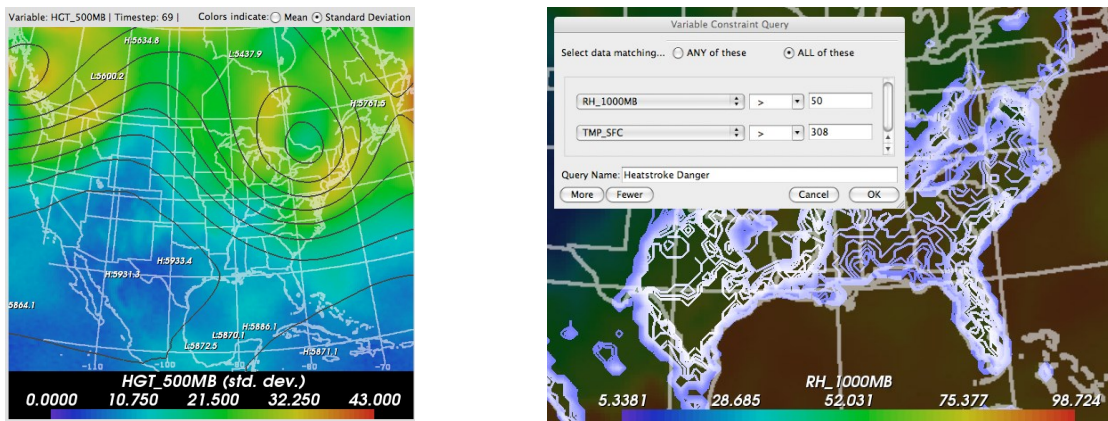 Variable: HGT_500MB | Timestep: 69 |
Colors indicate: Mean Standard Deviation
H:5634.8
L:5437.9
L:5600.2
H:5761.5
H:5933.4
H:5931.3
5864.1
H:5886.1
L:5870.1
L:5872.5
H:5871.1
-110 -100 -90 -80 -70
HGT_500MB (std. dev.)
0.0000 10.750 21.500 32.250 43.000
Variable Constraint Query
Select data matching... ANY of these ALL of these
RH_1000MB > 50
TMP_SFC > 308
Query Name: Heatstroke Danger
More Fewer Cancel OK
RH_1000MB
5.3381 28.685 52.031 75.377 98.724